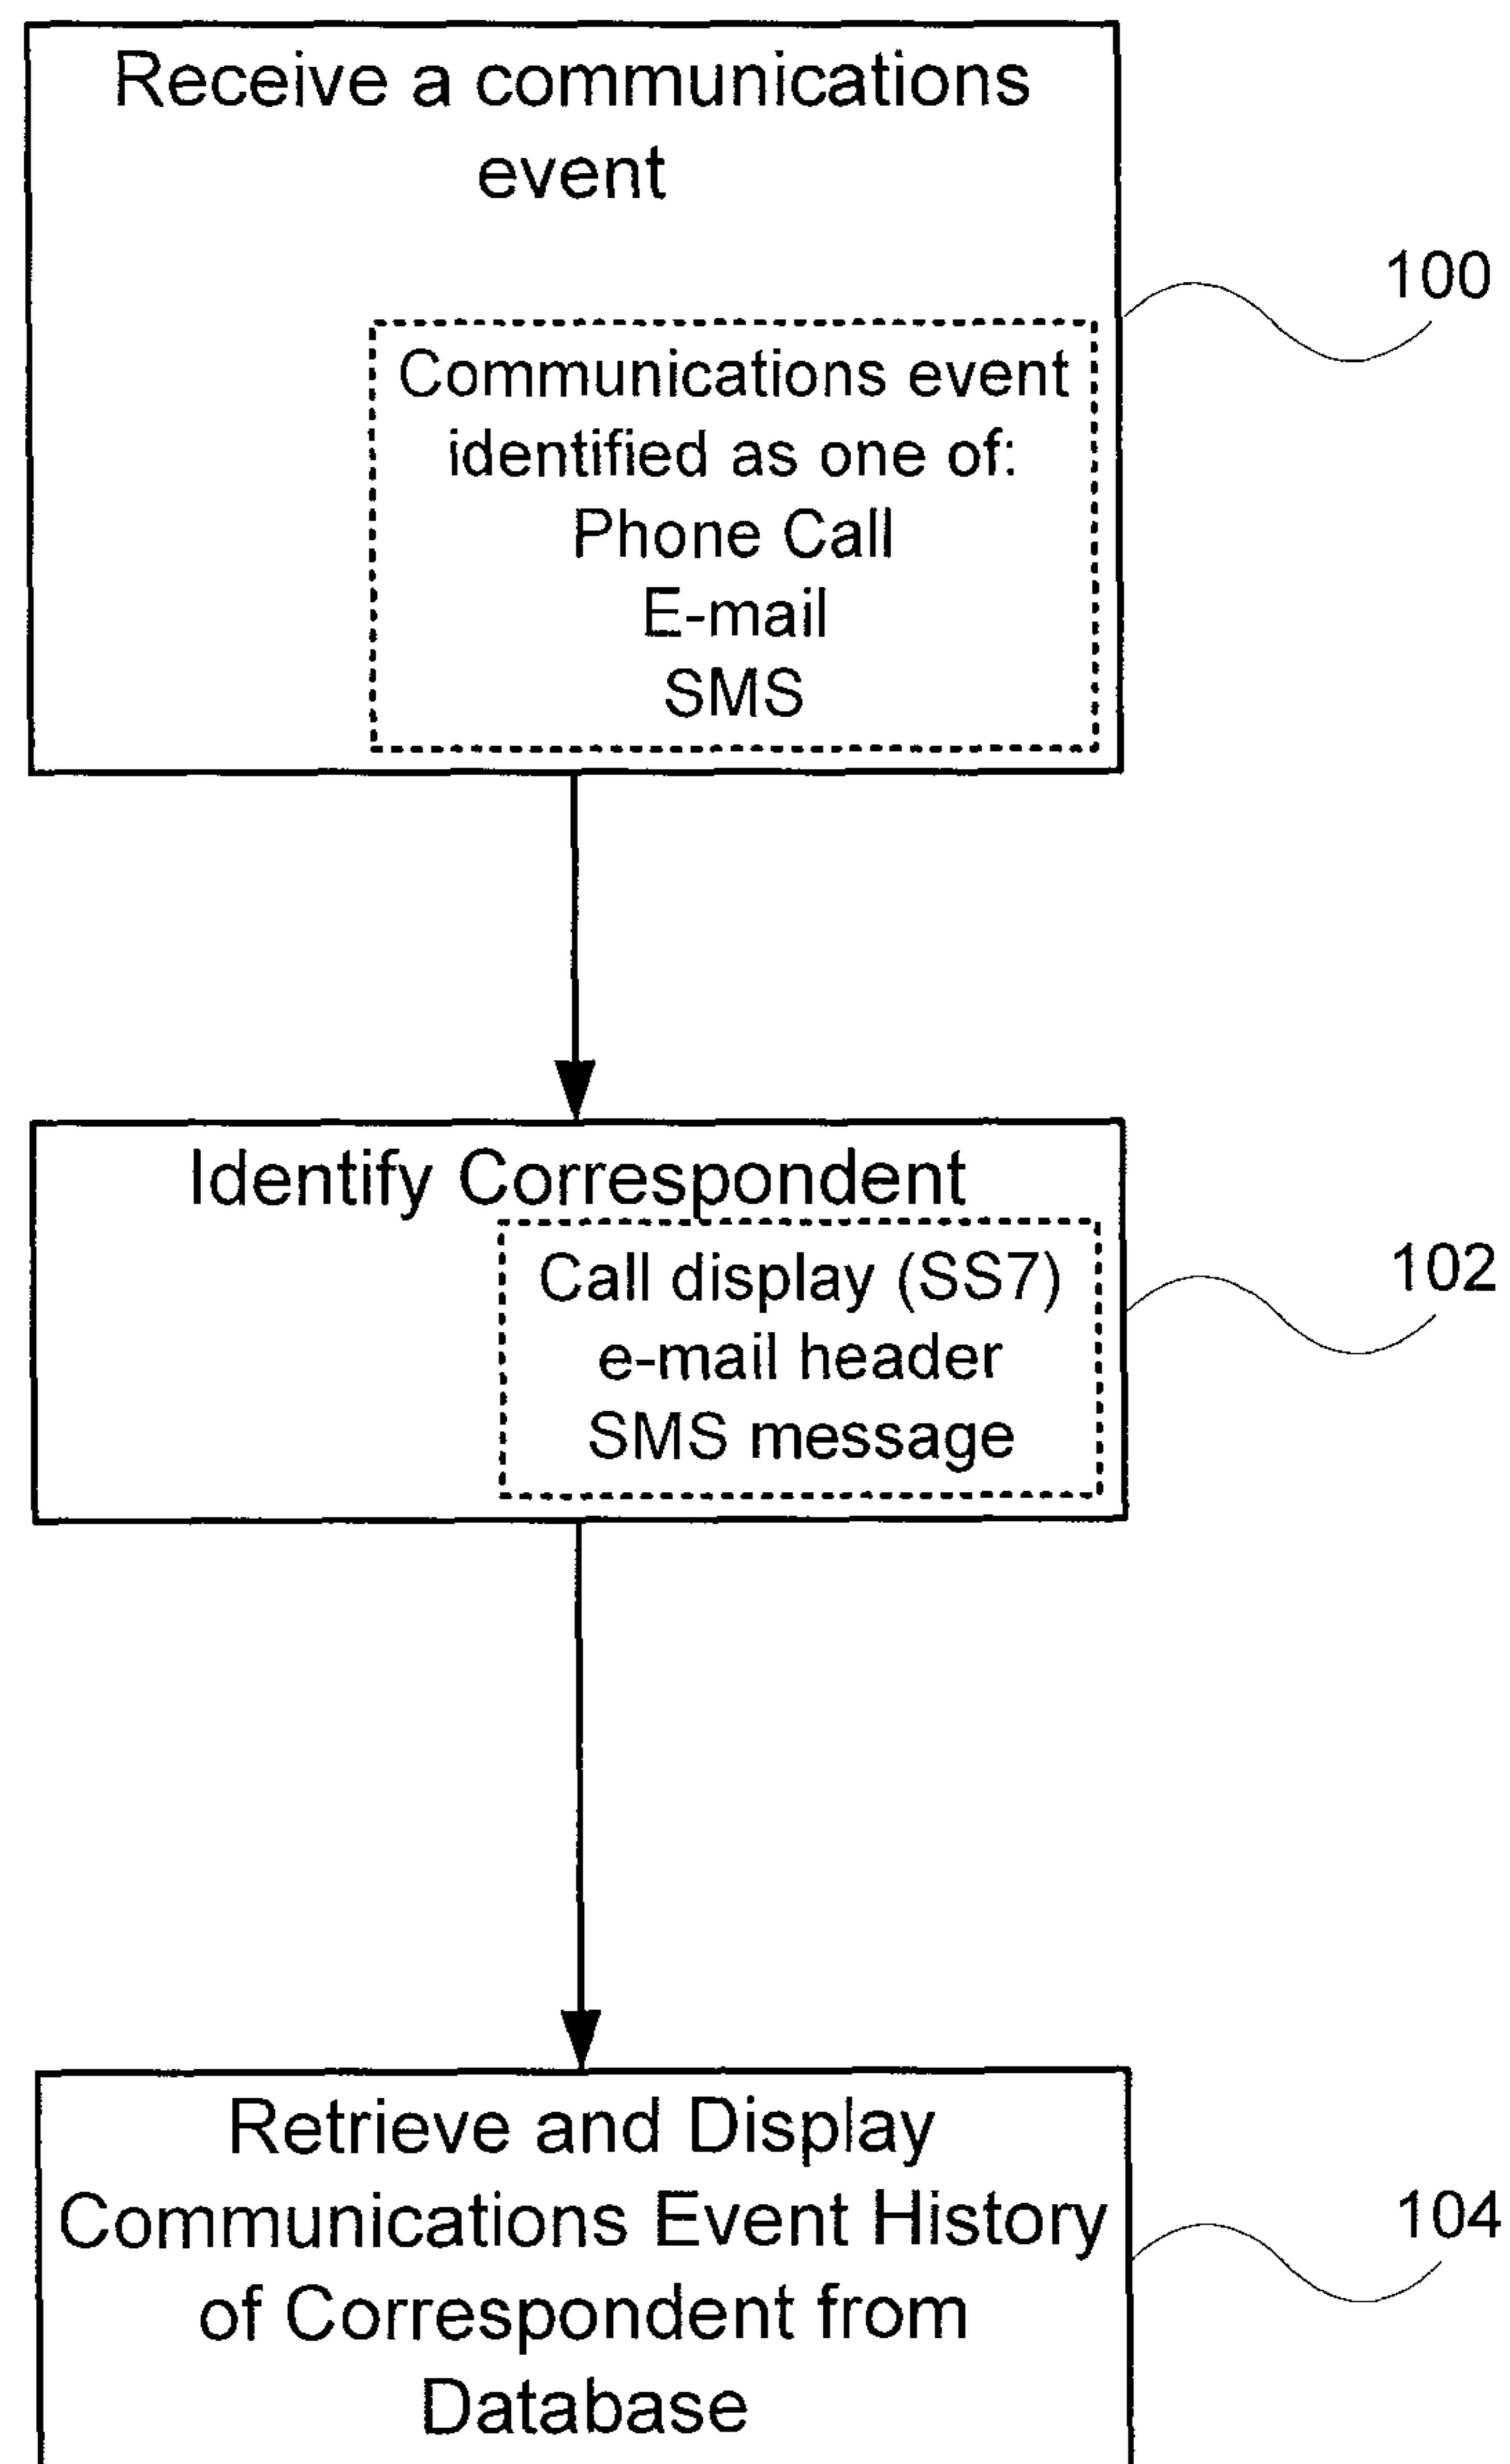 Receive a communications
event
100
Communications event
identified as one of:
Phone Call
E-mail
SMS
Identify Correspondent
Call display (SS7)
e-mail header
SMS message
102
Retrieve and Display
Communications Event History
of Correspondent from
Database
104